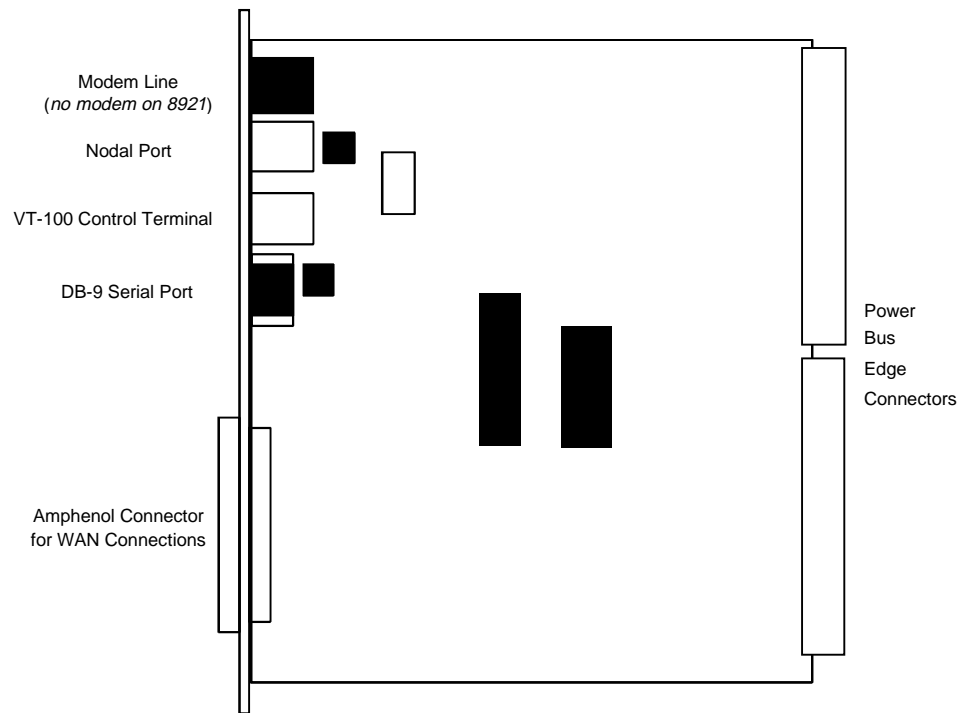 Modem Line
(no modem on 8921)
Nodal Port
VT-100 Control Terminal
DB-9 Serial Port
Power
Bus
Edge
Connectors
Amphenol Connector
for WAN Connections